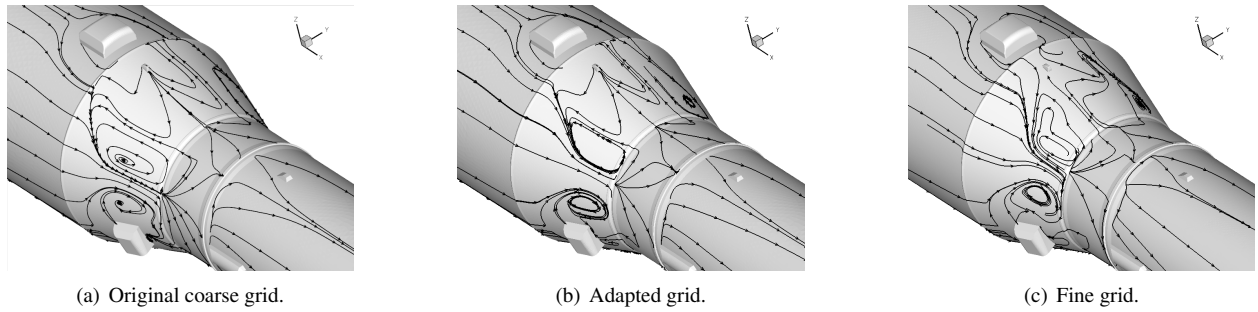 Z
Y
X
Z
Y
X
Z
Y
X
(a) Original coarse grid.
(b) Adapted grid.
(c) Fine grid.